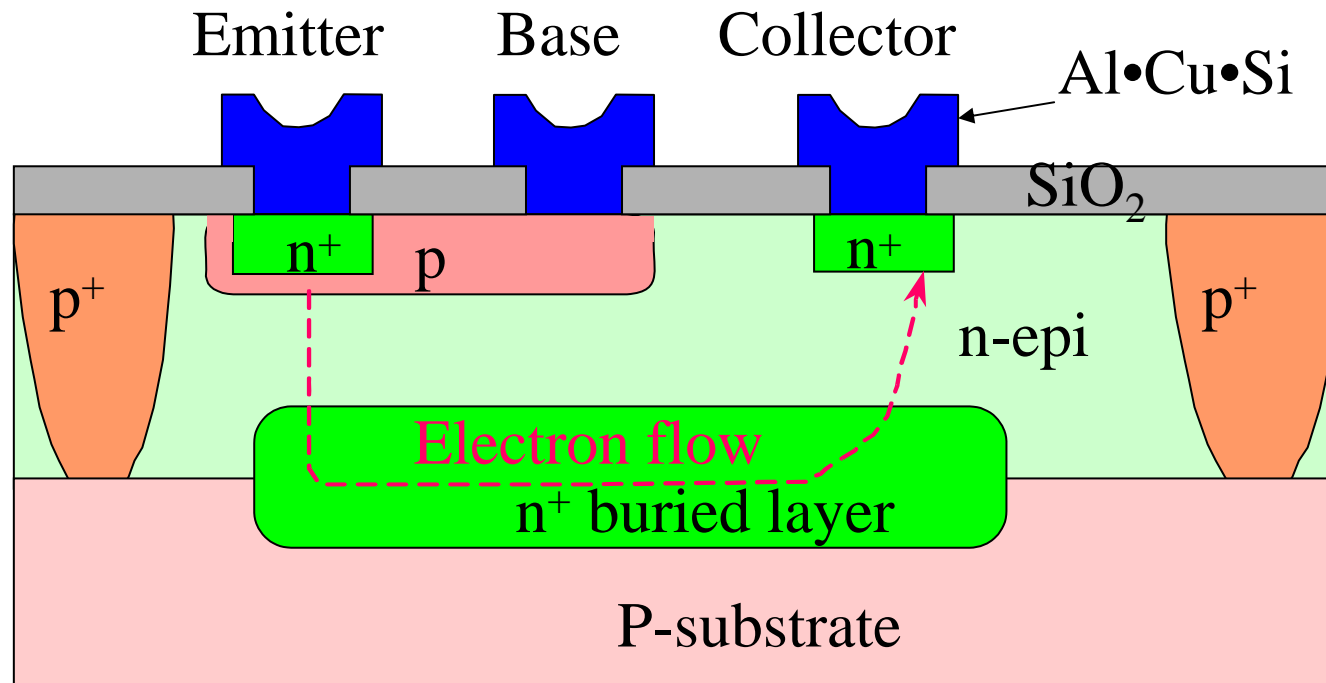 Emitter Base Collector
Al•Cu•Si
SiO₂
n⁺ p n⁺
p⁺ p⁺
n-epi
Electron flow
n⁺ buried layer
P-substrate